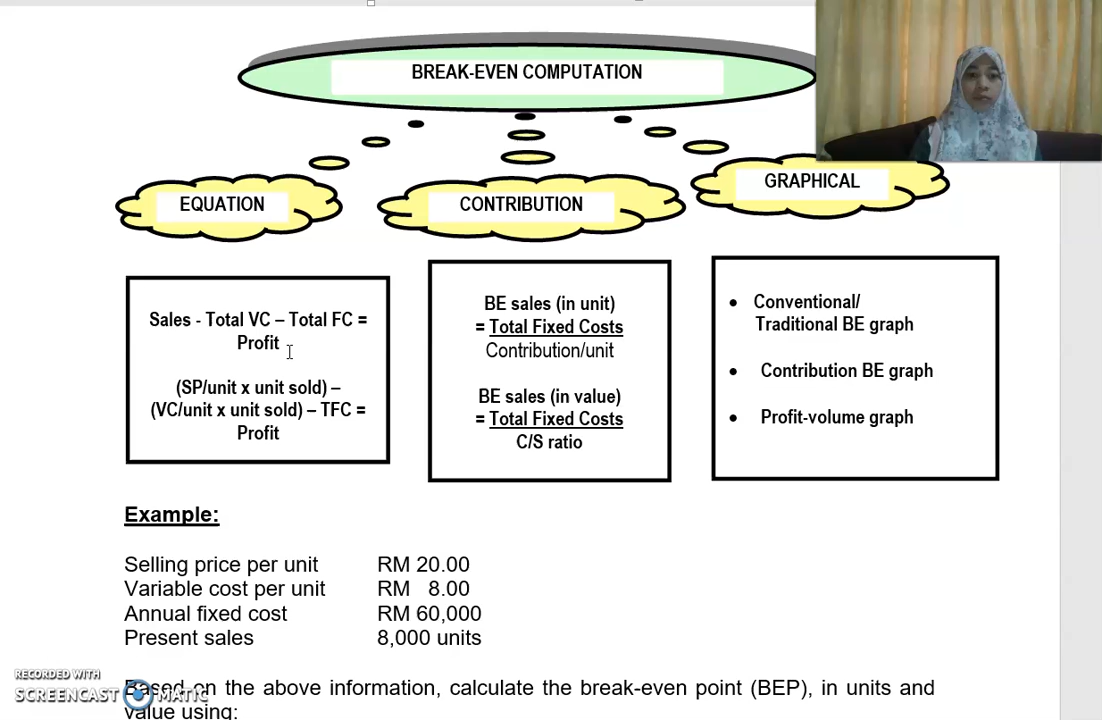 BREAK-EVEN COMPUTATION
EQUATION
CONTRIBUTION
GRAPHICAL
Sales - Total VC – Total FC =
Profit
(SP/unit x unit sold) –
(VC/unit x unit sold) – TFC =
Profit
BE sales (in unit)
= Total Fixed Costs
Contribution/unit
BE sales (in value)
= Total Fixed Costs
C/S ratio
• Conventional/
Traditional BE graph
• Contribution BE graph
• Profit-volume graph
Example:
Selling price per unit RM 20.00
Variable cost per unit RM 8.00
Annual fixed cost RM 60,000
Present sales 8,000 units
Based on the above information, calculate the break-even point (BEP), in units and
value using:
RECORDED WITH
SCREENCAST MATIC